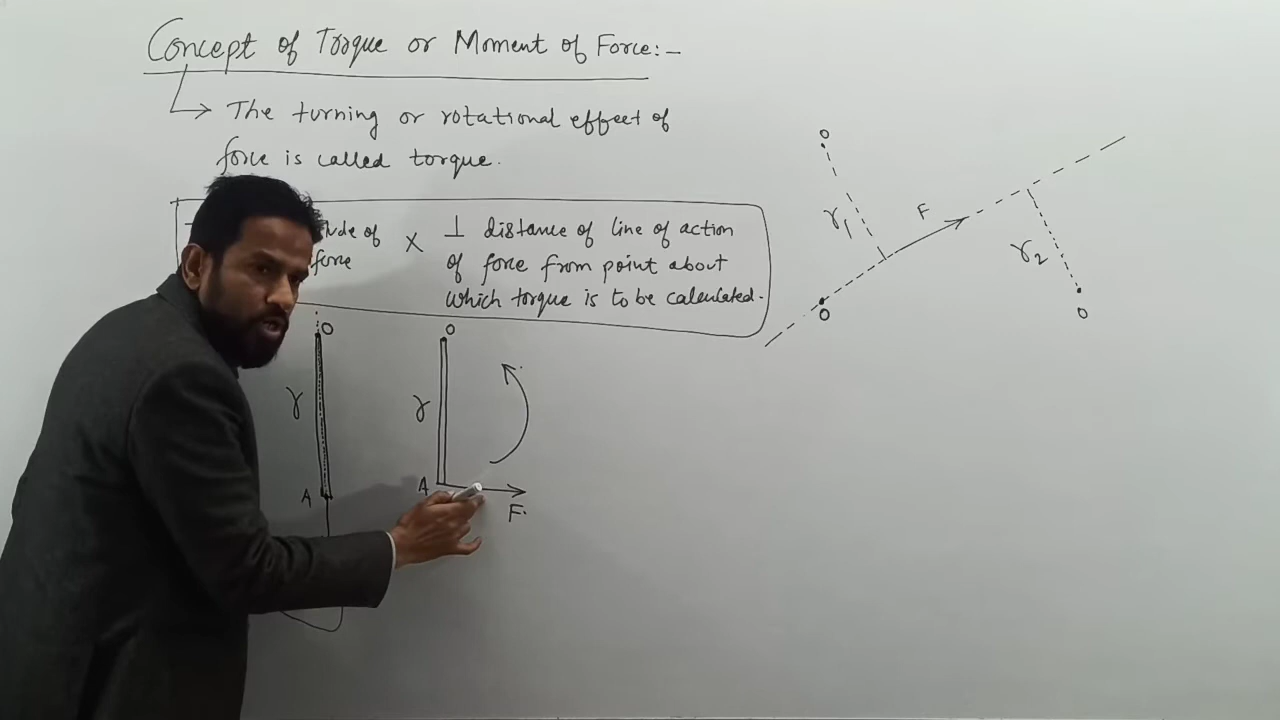 Concept of Torque or Moment of Force:-
The turning or rotational effect of
force is called torque.
of × ⊥ distance of line of action
force of force from point about
which torque is to be calculated.
O O
r r
A A
F.
O
r₁ F
r₂
O O